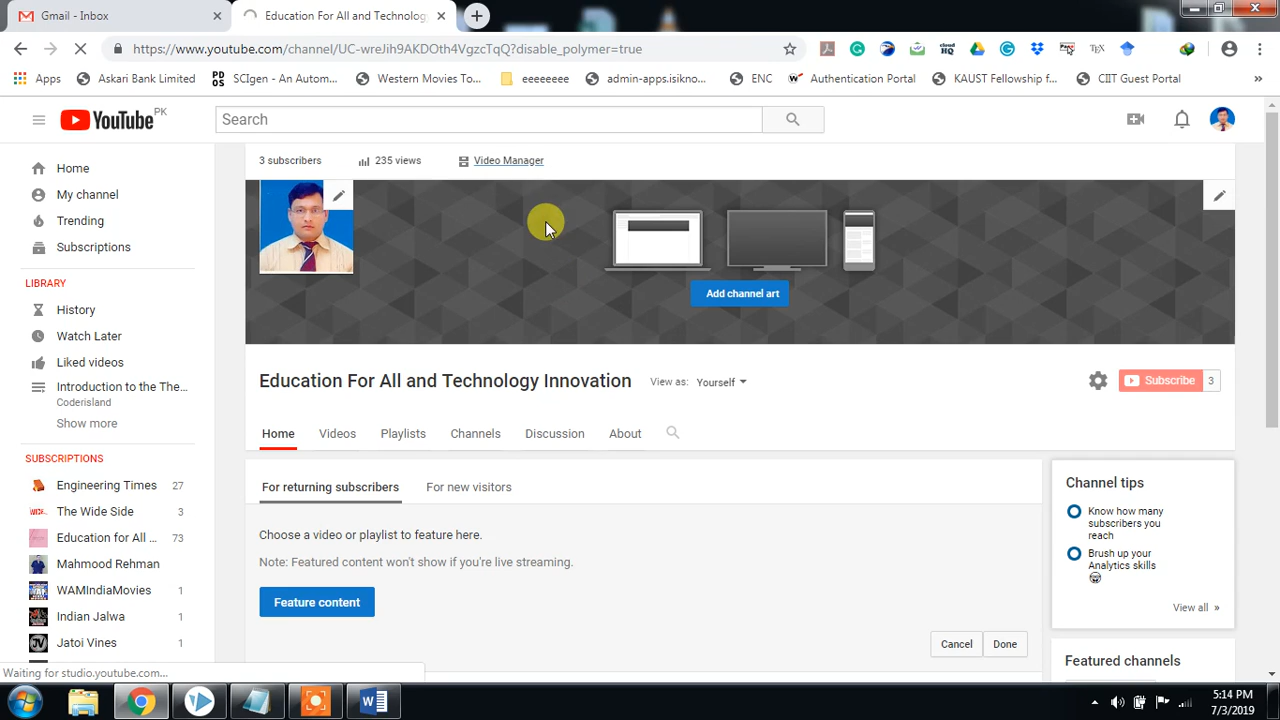 Gmail - Inbox
Education For All and Technolog
https://www.youtube.com/channel/UC-wreJih9AKDOth4VgzcTqQ?disable_polymer=true
Apps
Askari Bank Limited
PD OS
SCIgen - An Autom...
Western Movies To...
eeeeeee
admin-apps.isikno...
ENC
Authentication Portal
KAUST Fellowship f...
CIIT Guest Portal
YouTube PK
Search
Home
My channel
Trending
Subscriptions
LIBRARY
History
Watch Later
Liked videos
Introduction to the The...
Coderisland
Show more
SUBSCRIPTIONS
Engineering Times 27
The Wide Side 3
Education for All ... 73
Mahmood Rehman
WAMIndiaMovies 1
Indian Jalwa 1
Jatoi Vines 1
3 subscribers
235 views
Video Manager
Add channel art
Education For All and Technology Innovation
View as: Yourself
Subscribe 3
Home
Videos
Playlists
Channels
Discussion
About
For returning subscribers
For new visitors
Choose a video or playlist to feature here.
Note: Featured content won't show if you're live streaming.
Feature content
Cancel
Done
Channel tips
Know how many
subscribers you
reach
Brush up your
Analytics skills
View all »
Featured channels
Waiting for studio.youtube.com...
5:14 PM
7/3/2019